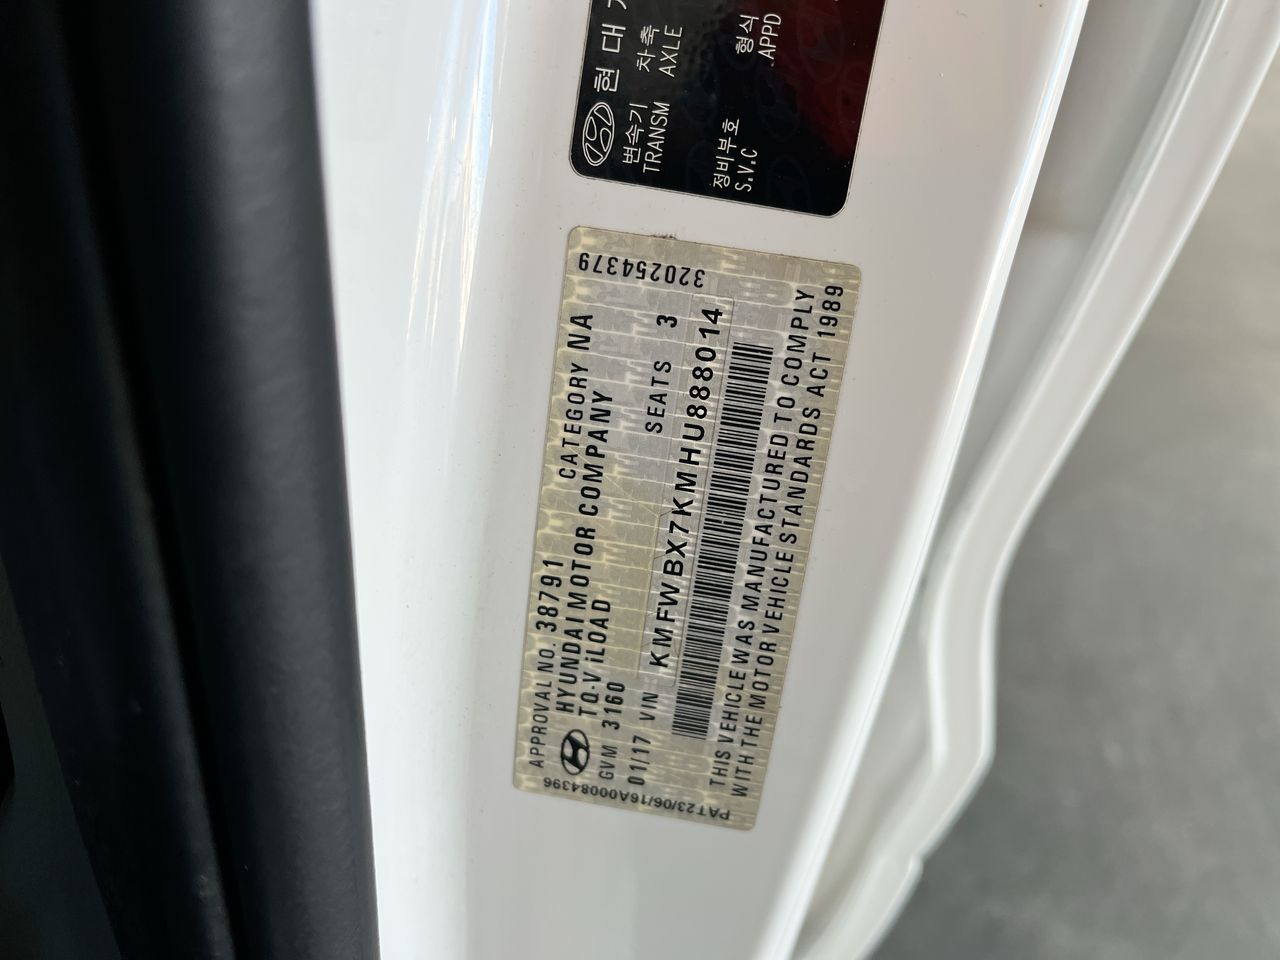 현 대
변속기 차축
TRANSM AXLE
정비부호 형식
S.V.C .APPD
320254379
APPROVAL NO. 38791 CATEGORY NA
HYUNDAI MOTOR COMPANY
TQ-V iLOAD
GVM 3160 SEATS 3
01/17 VIN KMFWBX7KMHU888014
THIS VEHICLE WAS MANUFACTURED TO COMPLY
WITH THE MOTOR VEHICLE STANDARDS ACT 1989
PAT23/06/16A00084396